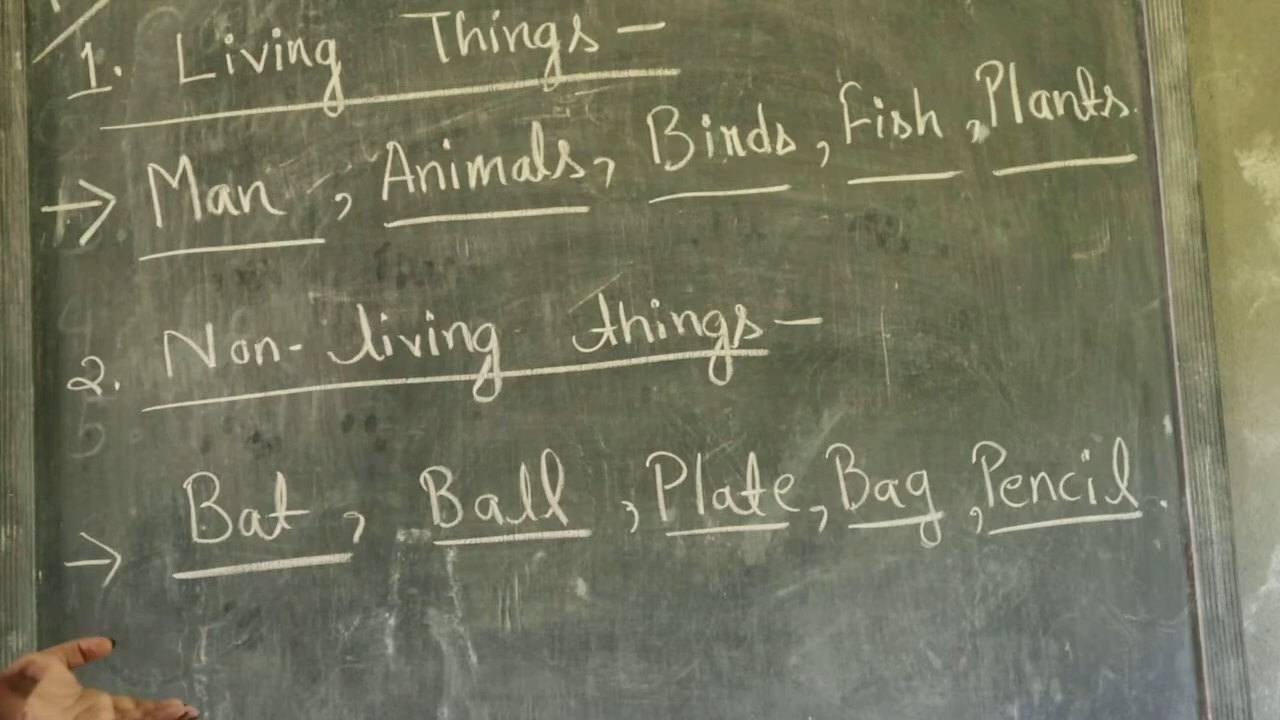 1. Living Things -
→ Man, Animals, Birds, Fish, Plants.
2. Non-living things -
→ Bat, Ball, Plate, Bag, Pencil.